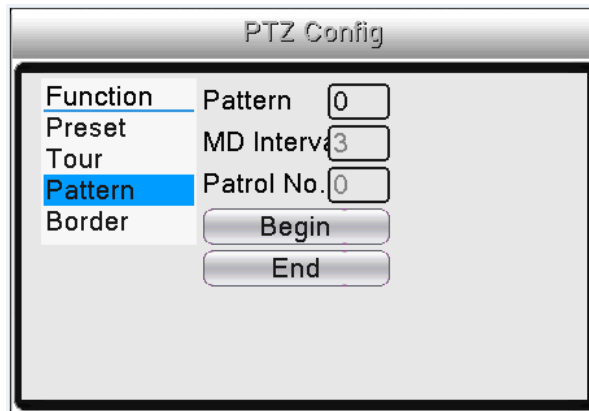 PTZ Config
Function
Preset
Tour
Pattern
Border
Pattern 0
MD Interva 3
Patrol No. 0
Begin
End